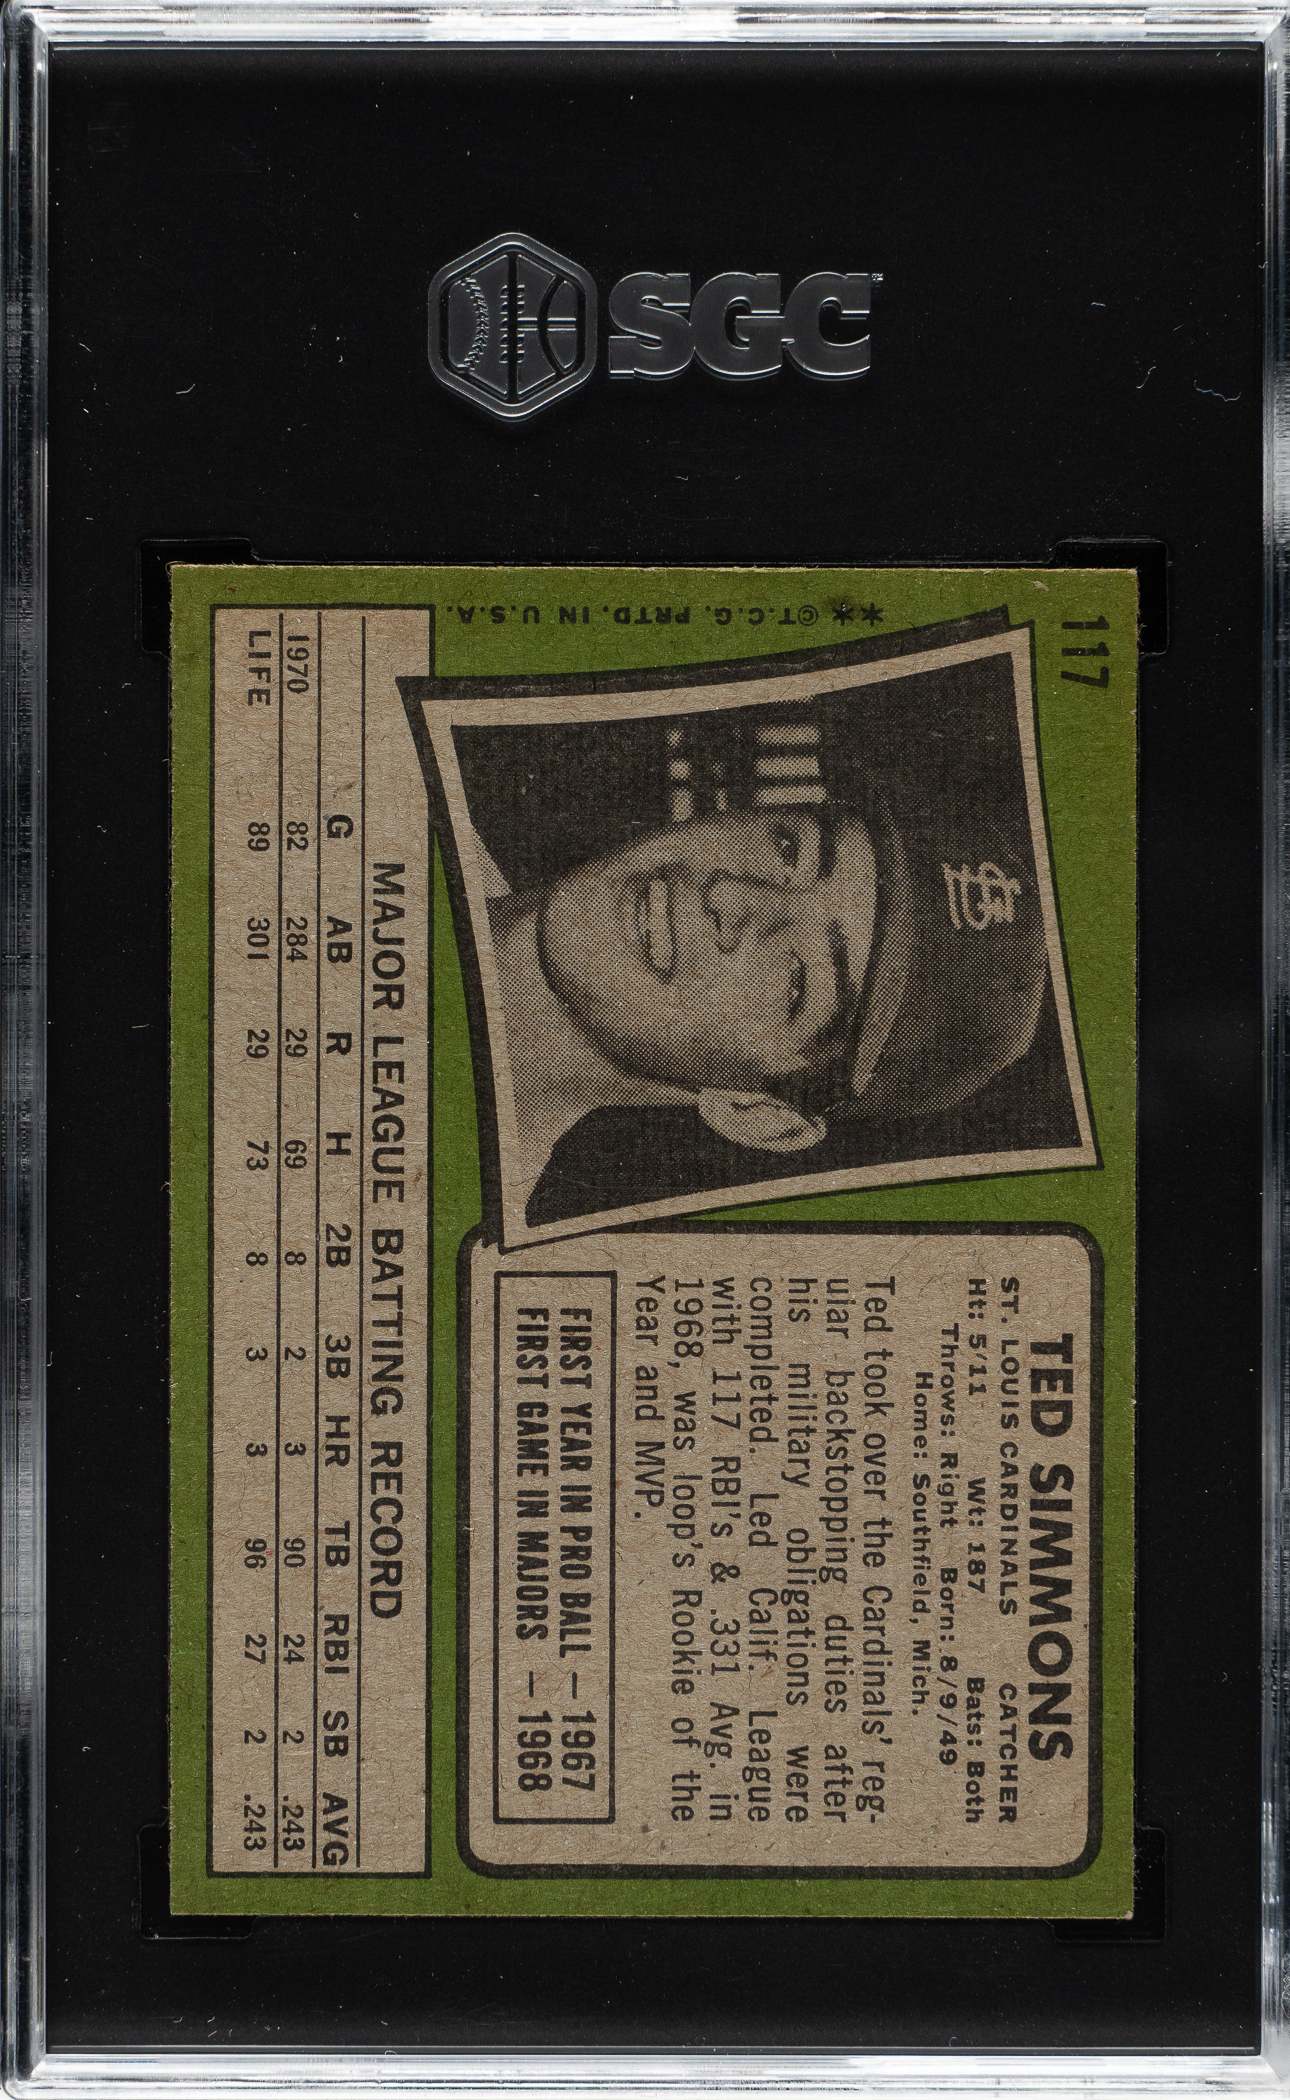 SGC
117
** ©T.C.G. PRTD. IN U.S.A.
TED SIMMONS
ST. LOUIS CARDINALS CATCHER
Ht: 5'11 Wt: 187 Bats: Both
Throws: Right Born: 8/9/49
Home: Southfield, Mich.
Ted took over the Cardinals' reg-
ular backstopping duties after
his military obligations were
completed. Led Calif. League
with 117 RBI's & .331 Avg. in
1968, was loop's Rookie of the
Year and MVP.
FIRST YEAR IN PRO BALL — 1967
FIRST GAME IN MAJORS — 1968
MAJOR LEAGUE BATTING RECORD
G AB R H 2B 3B HR TB RBI SB AVG
1970 82 284 29 69 8 2 3 90 24 2 .243
LIFE 89 301 29 73 8 3 3 96 27 2 .243